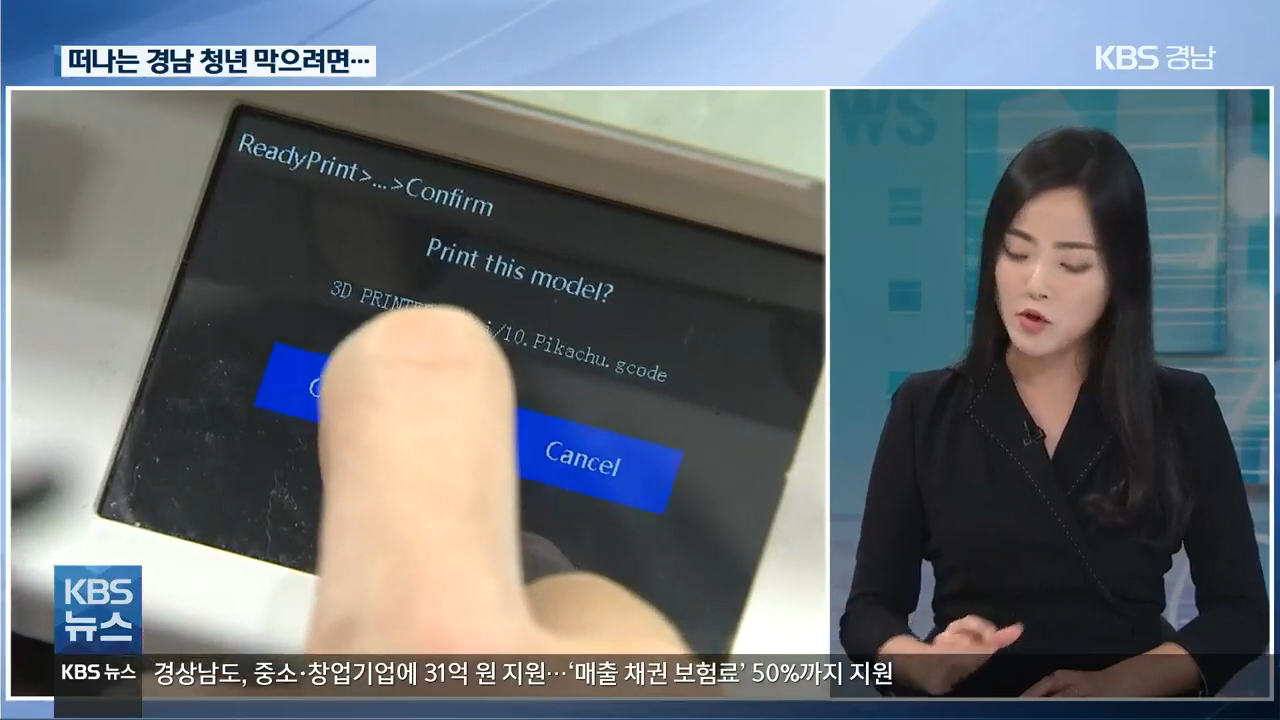 떠나는 경남 청년 막으려면…
KBS 경남
WS
ReadyPrint>...>Confirm
Print this model?
3D
/10.Pikachu.gcode
Cancel
KBS
뉴스
KBS 뉴스
경상남도, 중소·창업기업에 31억 원 지원…‘매출 채권 보험료’ 50%까지 지원